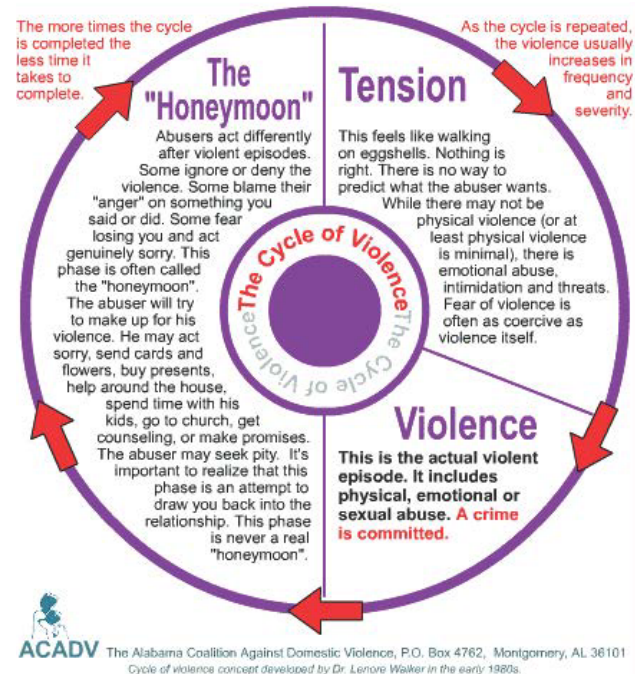 The more times the cycle
is completed the
less time it
takes to
complete.
As the cycle is repeated,
the violence usually
increases in
frequency
and
severity.
The
"Honeymoon"
Abusers act differently
after violent episodes.
Some ignore or deny the
violence. Some blame their
"anger" on something you
said or did. Some fear
losing you and act
genuinely sorry. This
phase is often called
the "honeymoon".
The abuser will try
to make up for his
violence. He may act
sorry, send cards and
flowers, buy presents,
help around the house,
spend time with his
kids, go to church, get
counseling, or make promises.
The abuser may seek pity. It's
important to realize that this
phase is an attempt to
draw you back into the
relationship. This phase
is never a real
"honeymoon".
Tension
This feels like walking
on eggshells. Nothing is
right. There is no way to
predict what the abuser wants.
While there may not be
physical violence (or at
least physical violence
is minimal), there is
emotional abuse,
intimidation and threats.
Fear of violence is
often as coercive as
violence itself.
The Cycle of Violence
The Cycle of Violence
Violence
This is the actual violent
episode. It includes
physical, emotional or
sexual abuse. A crime
is committed.
ACADV The Alabama Coalition Against Domestic Violence, P.O. Box 4762, Montgomery, AL 36101
Cycle of violence concept developed by Dr. Lenore Walker in the early 1980s.